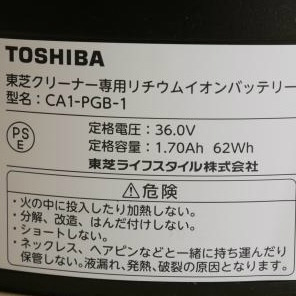 TOSHIBA
東芝クリーナー専用リチウムイオンバッテリー
型名：CA1-PGB-1
PS
E
定格電圧：36.0V
定格容量：1.70Ah 62Wh
東芝ライフスタイル株式会社
⚠危険
・火の中に投入したり加熱しない。
・分解、改造、はんだ付けしない。
・ショートしない。
・ネックレス、ヘアピンなどと一緒に持ち運んだり
保管しない。液漏れ、発熱、破裂の原因となります。